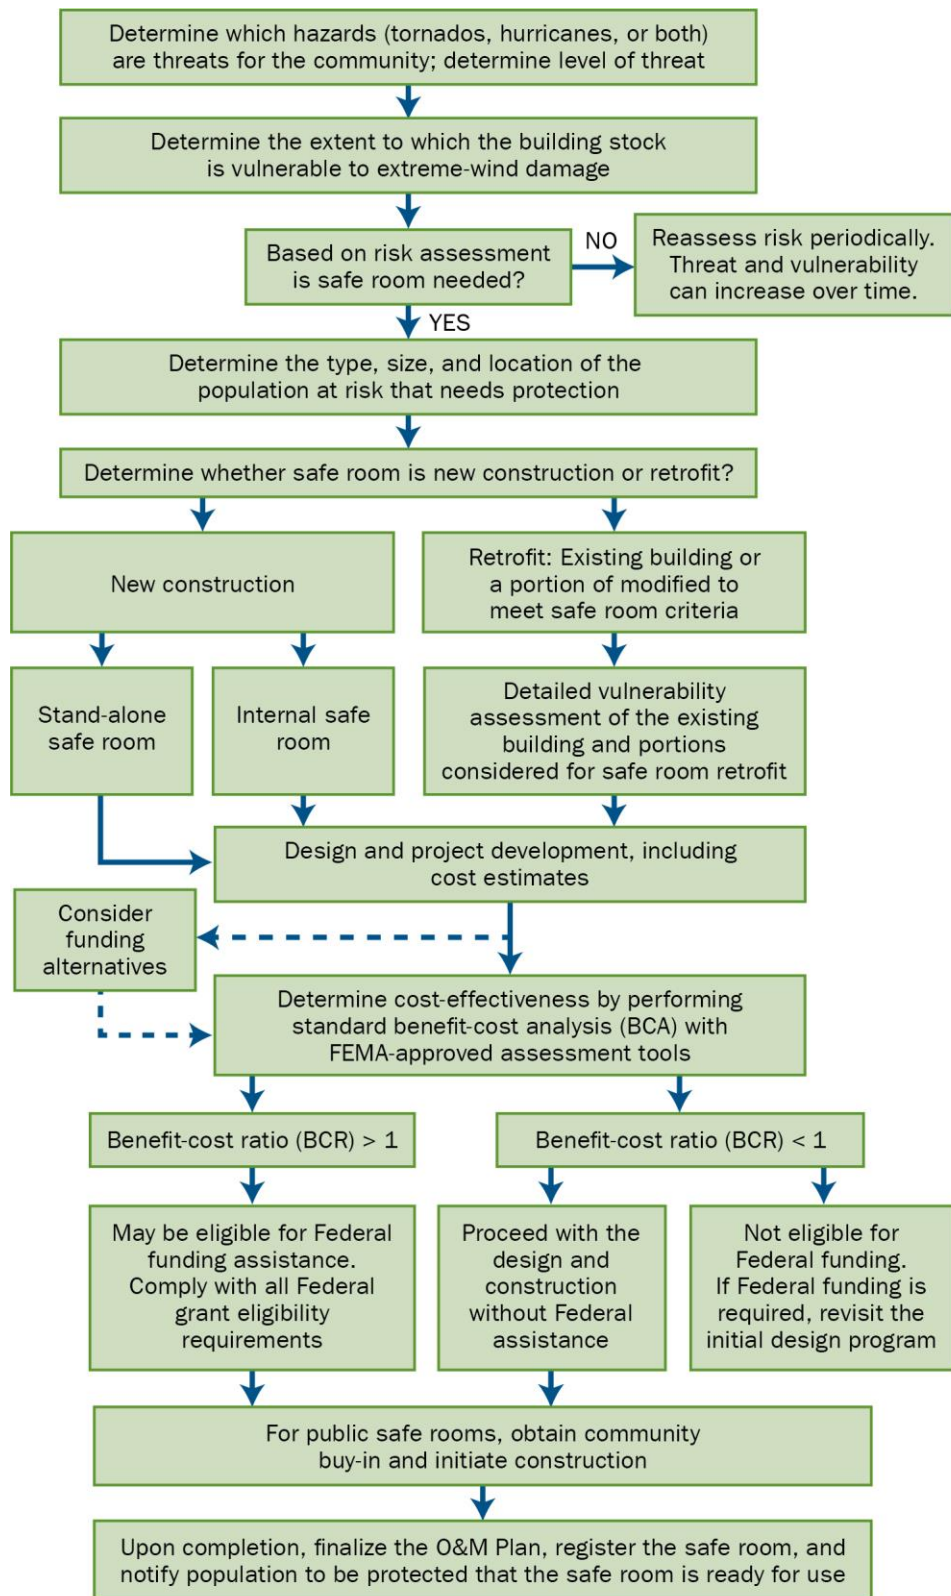 Determine which hazards (tornados, hurricanes, or both)
are threats for the community; determine level of threat
Determine the extent to which the building stock
is vulnerable to extreme-wind damage
Based on risk assessment
is safe room needed?
NO
Reassess risk periodically.
Threat and vulnerability
can increase over time.
YES
Determine the type, size, and location of the
population at risk that needs protection
Determine whether safe room is new construction or retrofit?
New construction
Retrofit: Existing building or
a portion of modified to
meet safe room criteria
Stand-alone
safe room
Internal safe
room
Detailed vulnerability
assessment of the existing
building and portions
considered for safe room retrofit
Design and project development, including
cost estimates
Consider
funding
alternatives
Determine cost-effectiveness by performing
standard benefit-cost analysis (BCA) with
FEMA-approved assessment tools
Benefit-cost ratio (BCR) > 1
Benefit-cost ratio (BCR) < 1
May be eligible for Federal
funding assistance.
Comply with all Federal
grant eligibility
requirements
Proceed with the
design and
construction
without Federal
assistance
Not eligible for
Federal funding.
If Federal funding is
required, revisit the
initial design program
For public safe rooms, obtain community
buy-in and initiate construction
Upon completion, finalize the O&M Plan, register the safe room, and
notify population to be protected that the safe room is ready for use